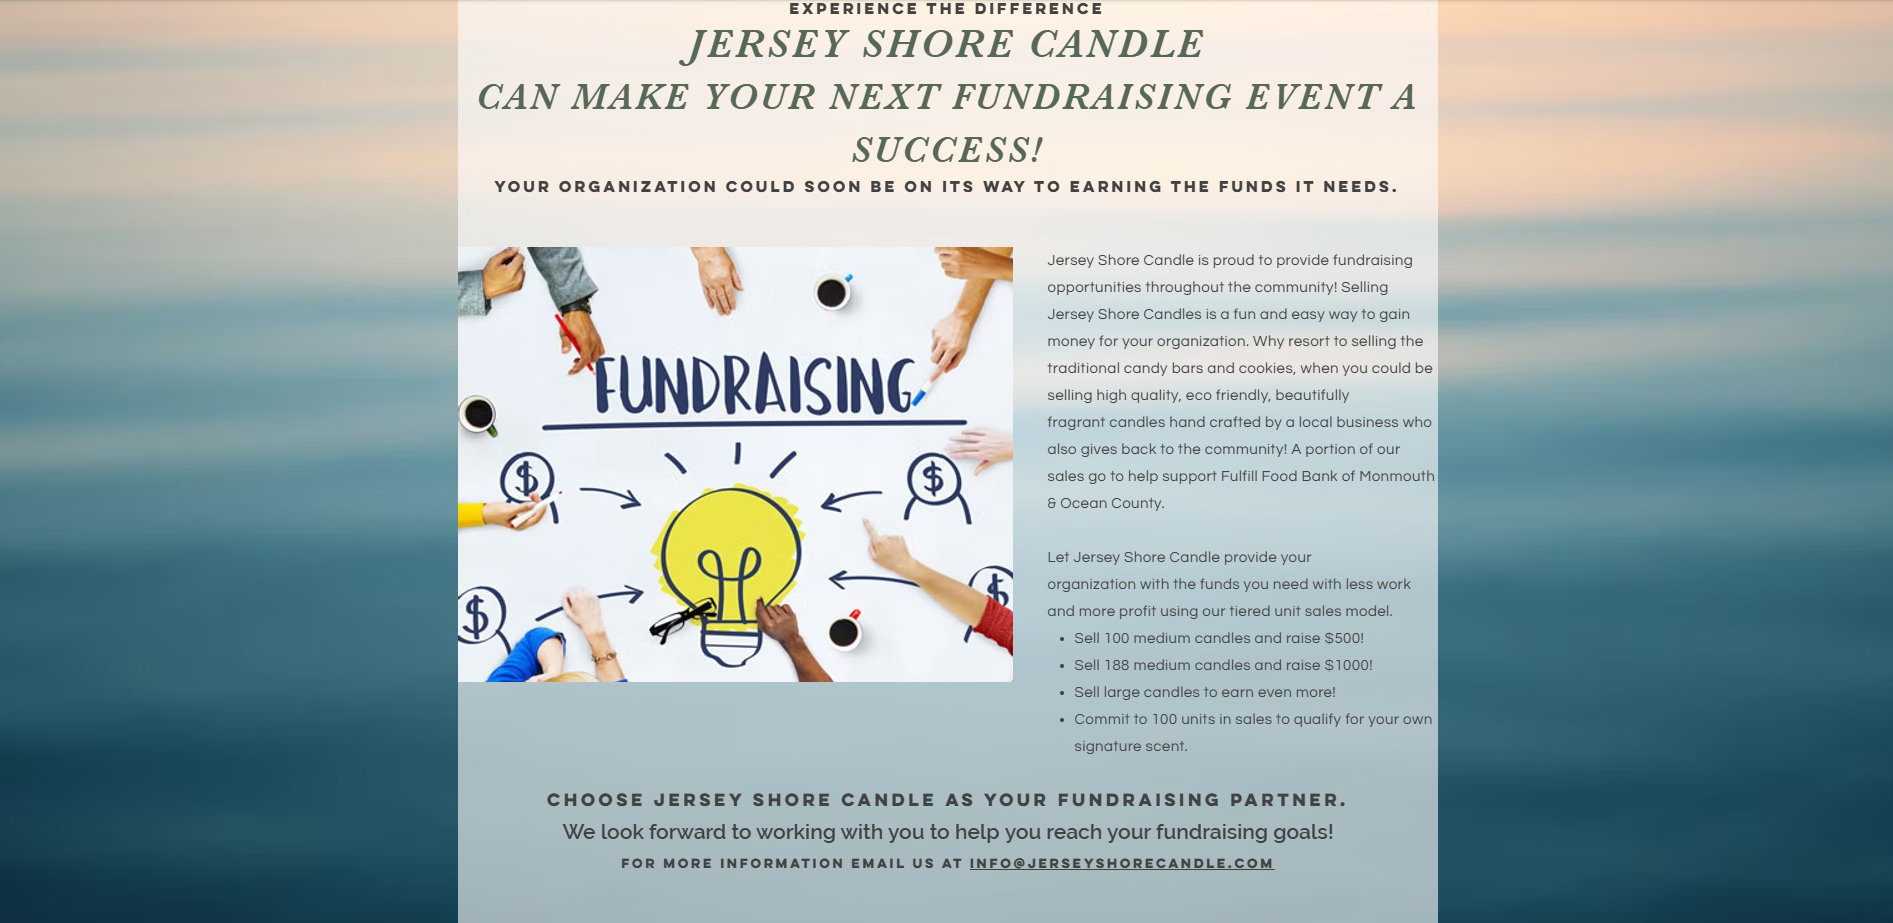 EXPERIENCE THE DIFFERENCE
JERSEY SHORE CANDLE
CAN MAKE YOUR NEXT FUNDRAISING EVENT A
SUCCESS!
YOUR ORGANIZATION COULD SOON BE ON ITS WAY TO EARNING THE FUNDS IT NEEDS.
FUNDRAISING
$
$
$
$
Jersey Shore Candle is proud to provide fundraising
opportunities throughout the community! Selling
Jersey Shore Candles is a fun and easy way to gain
money for your organization. Why resort to selling the
traditional candy bars and cookies, when you could be
selling high quality, eco friendly, beautifully
fragrant candles hand crafted by a local business who
also gives back to the community! A portion of our
sales go to help support Fulfill Food Bank of Monmouth
& Ocean County.
Let Jersey Shore Candle provide your
organization with the funds you need with less work
and more profit using our tiered unit sales model.
• Sell 100 medium candles and raise $500!
• Sell 188 medium candles and raise $1000!
• Sell large candles to earn even more!
• Commit to 100 units in sales to qualify for your own
signature scent.
CHOOSE JERSEY SHORE CANDLE AS YOUR FUNDRAISING PARTNER.
We look forward to working with you to help you reach your fundraising goals!
FOR MORE INFORMATION EMAIL US AT INFO@JERSEYSHORECANDLE.COM